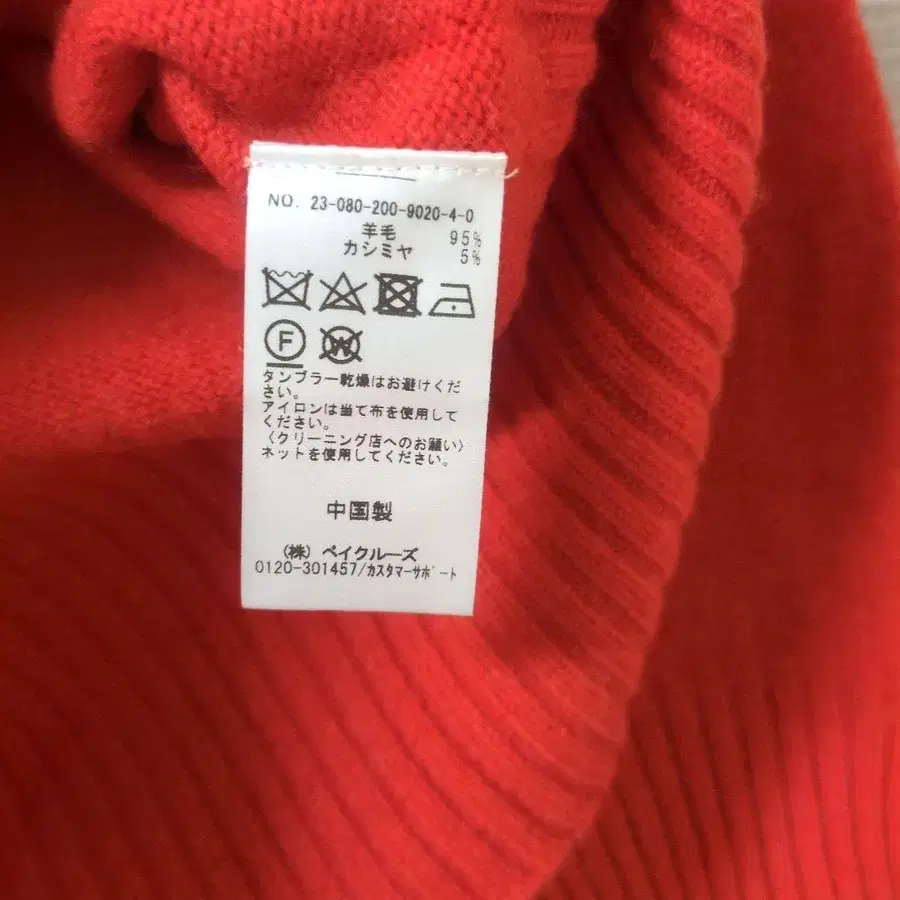 NO. 23-080-200-9020-4-0
羊毛 95%
カシミヤ 5%
F W
タンブラー乾燥はお避けくだ
さい。
アイロンは当て布を使用して
ください。
〈クリーニング店へのお願い〉
ネットを使用してください。
中国製
(株) ベイクルーズ
0120-301457/カスタマーサポート